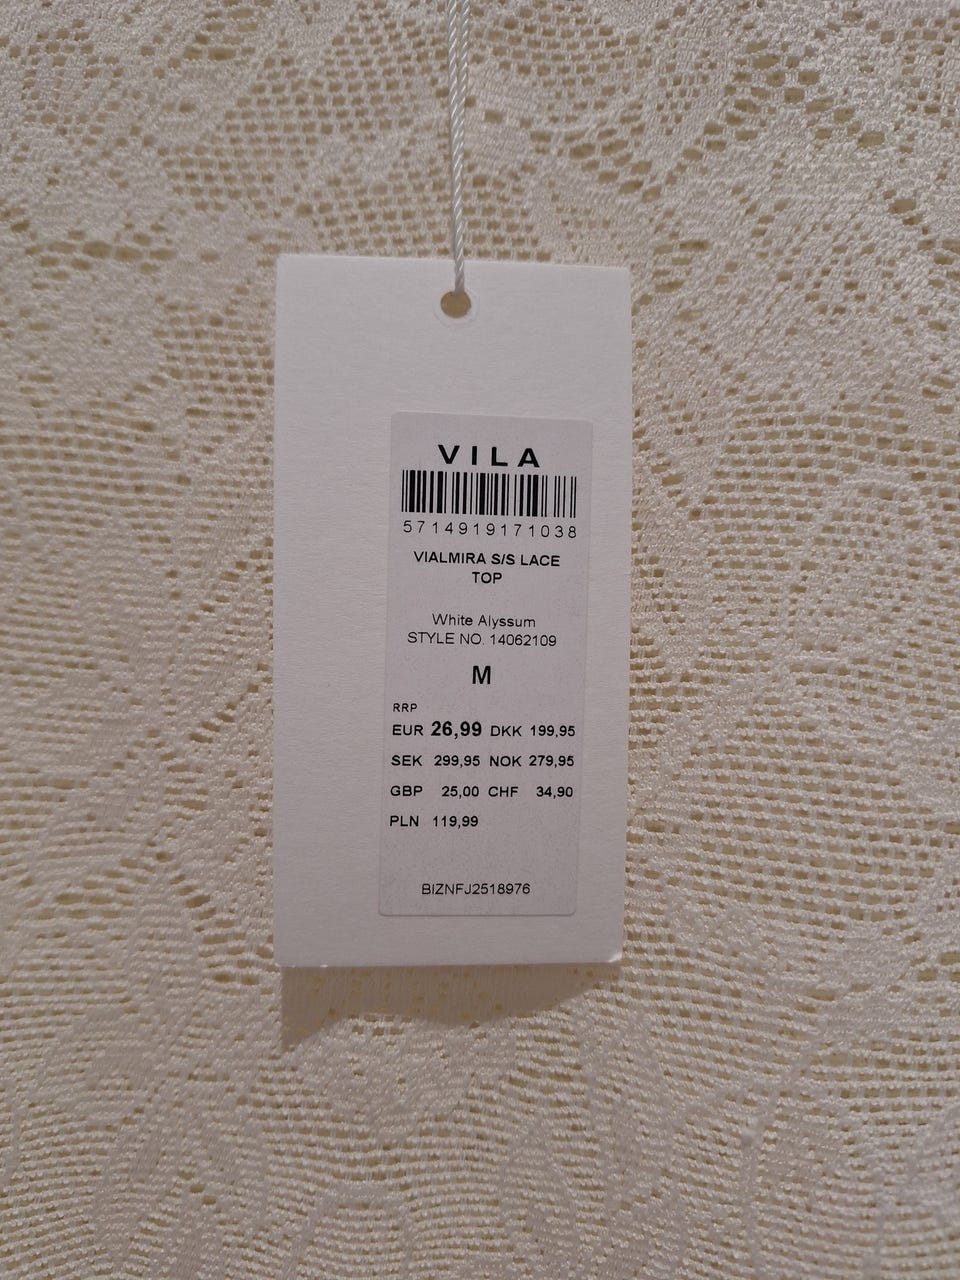 VILA
5714919171038
VIALMIRA S/S LACE
TOP
White Alyssum
STYLE NO. 14062109
M
RRP
EUR 26,99 DKK 199,95
SEK 299,95 NOK 279,95
GBP 25,00 CHF 34,90
PLN 119,99
BIZNFJ2518976